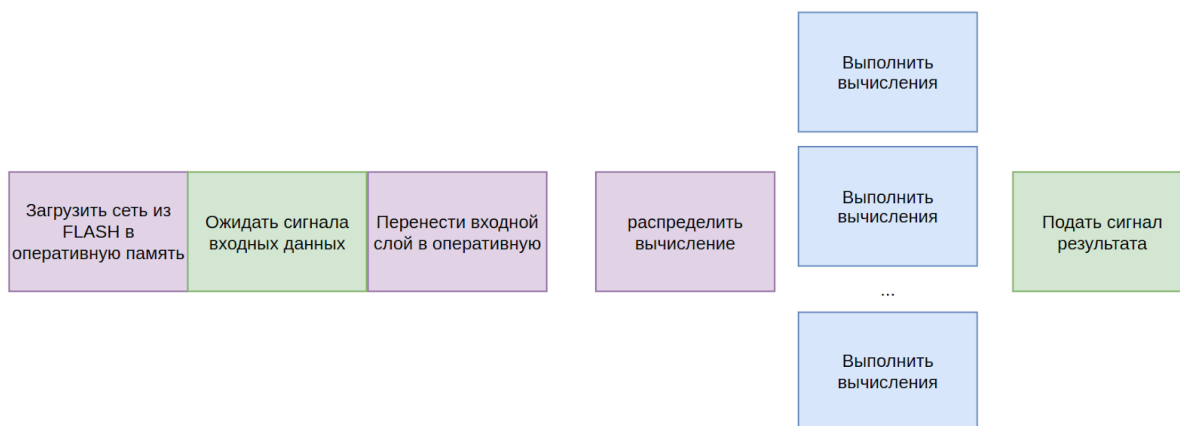 Загрузить сеть из
FLASH в
оперативную память
Ожидать сигнала
входных данных
Перенести входной
слой в оперативную
распределить
вычисление
Выполнить
вычисления
Выполнить
вычисления
...
Выполнить
вычисления
Подать сигнал
результата